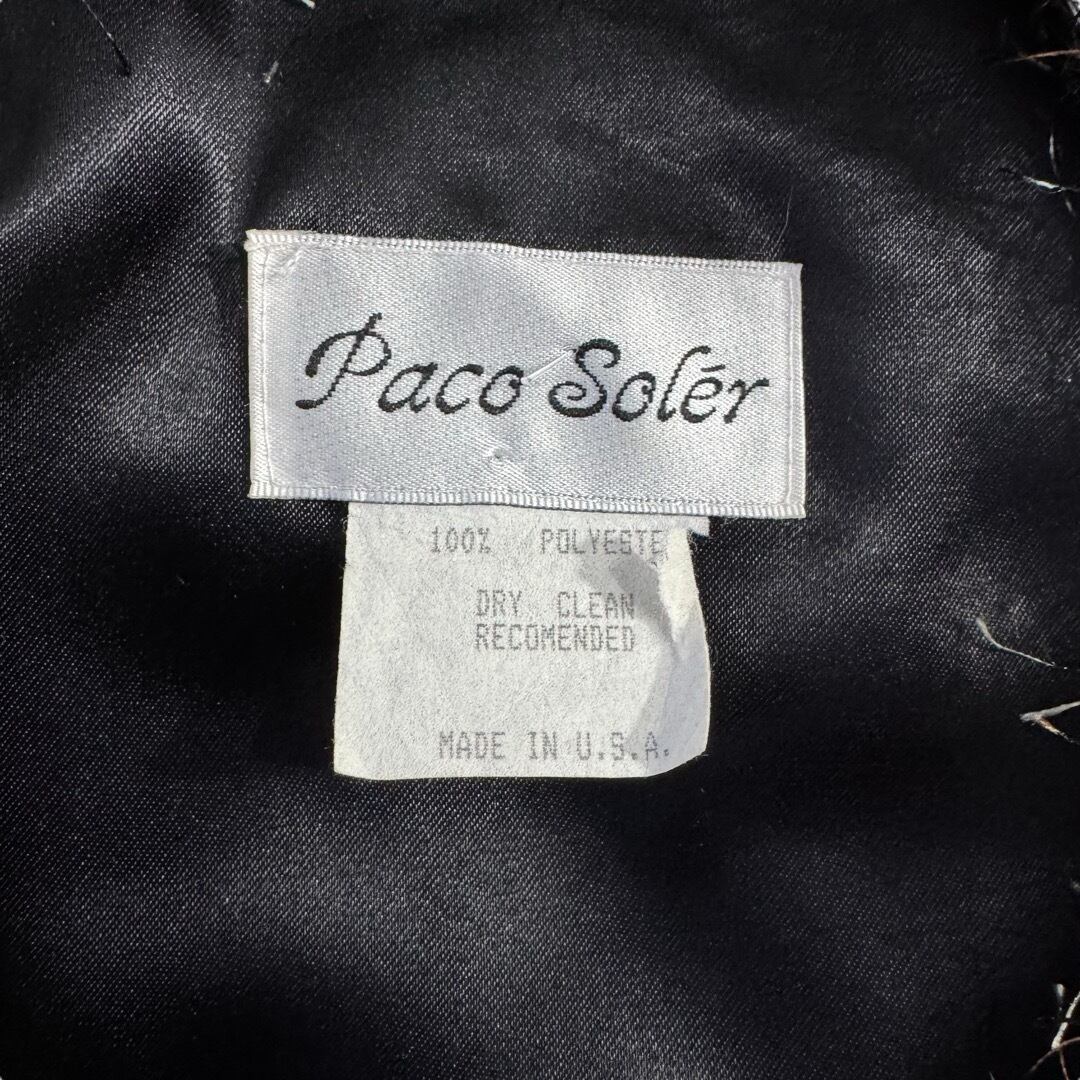 Paco Solér
100% POLYESTE
DRY CLEAN
RECOMENDED
MADE IN U.S.A.